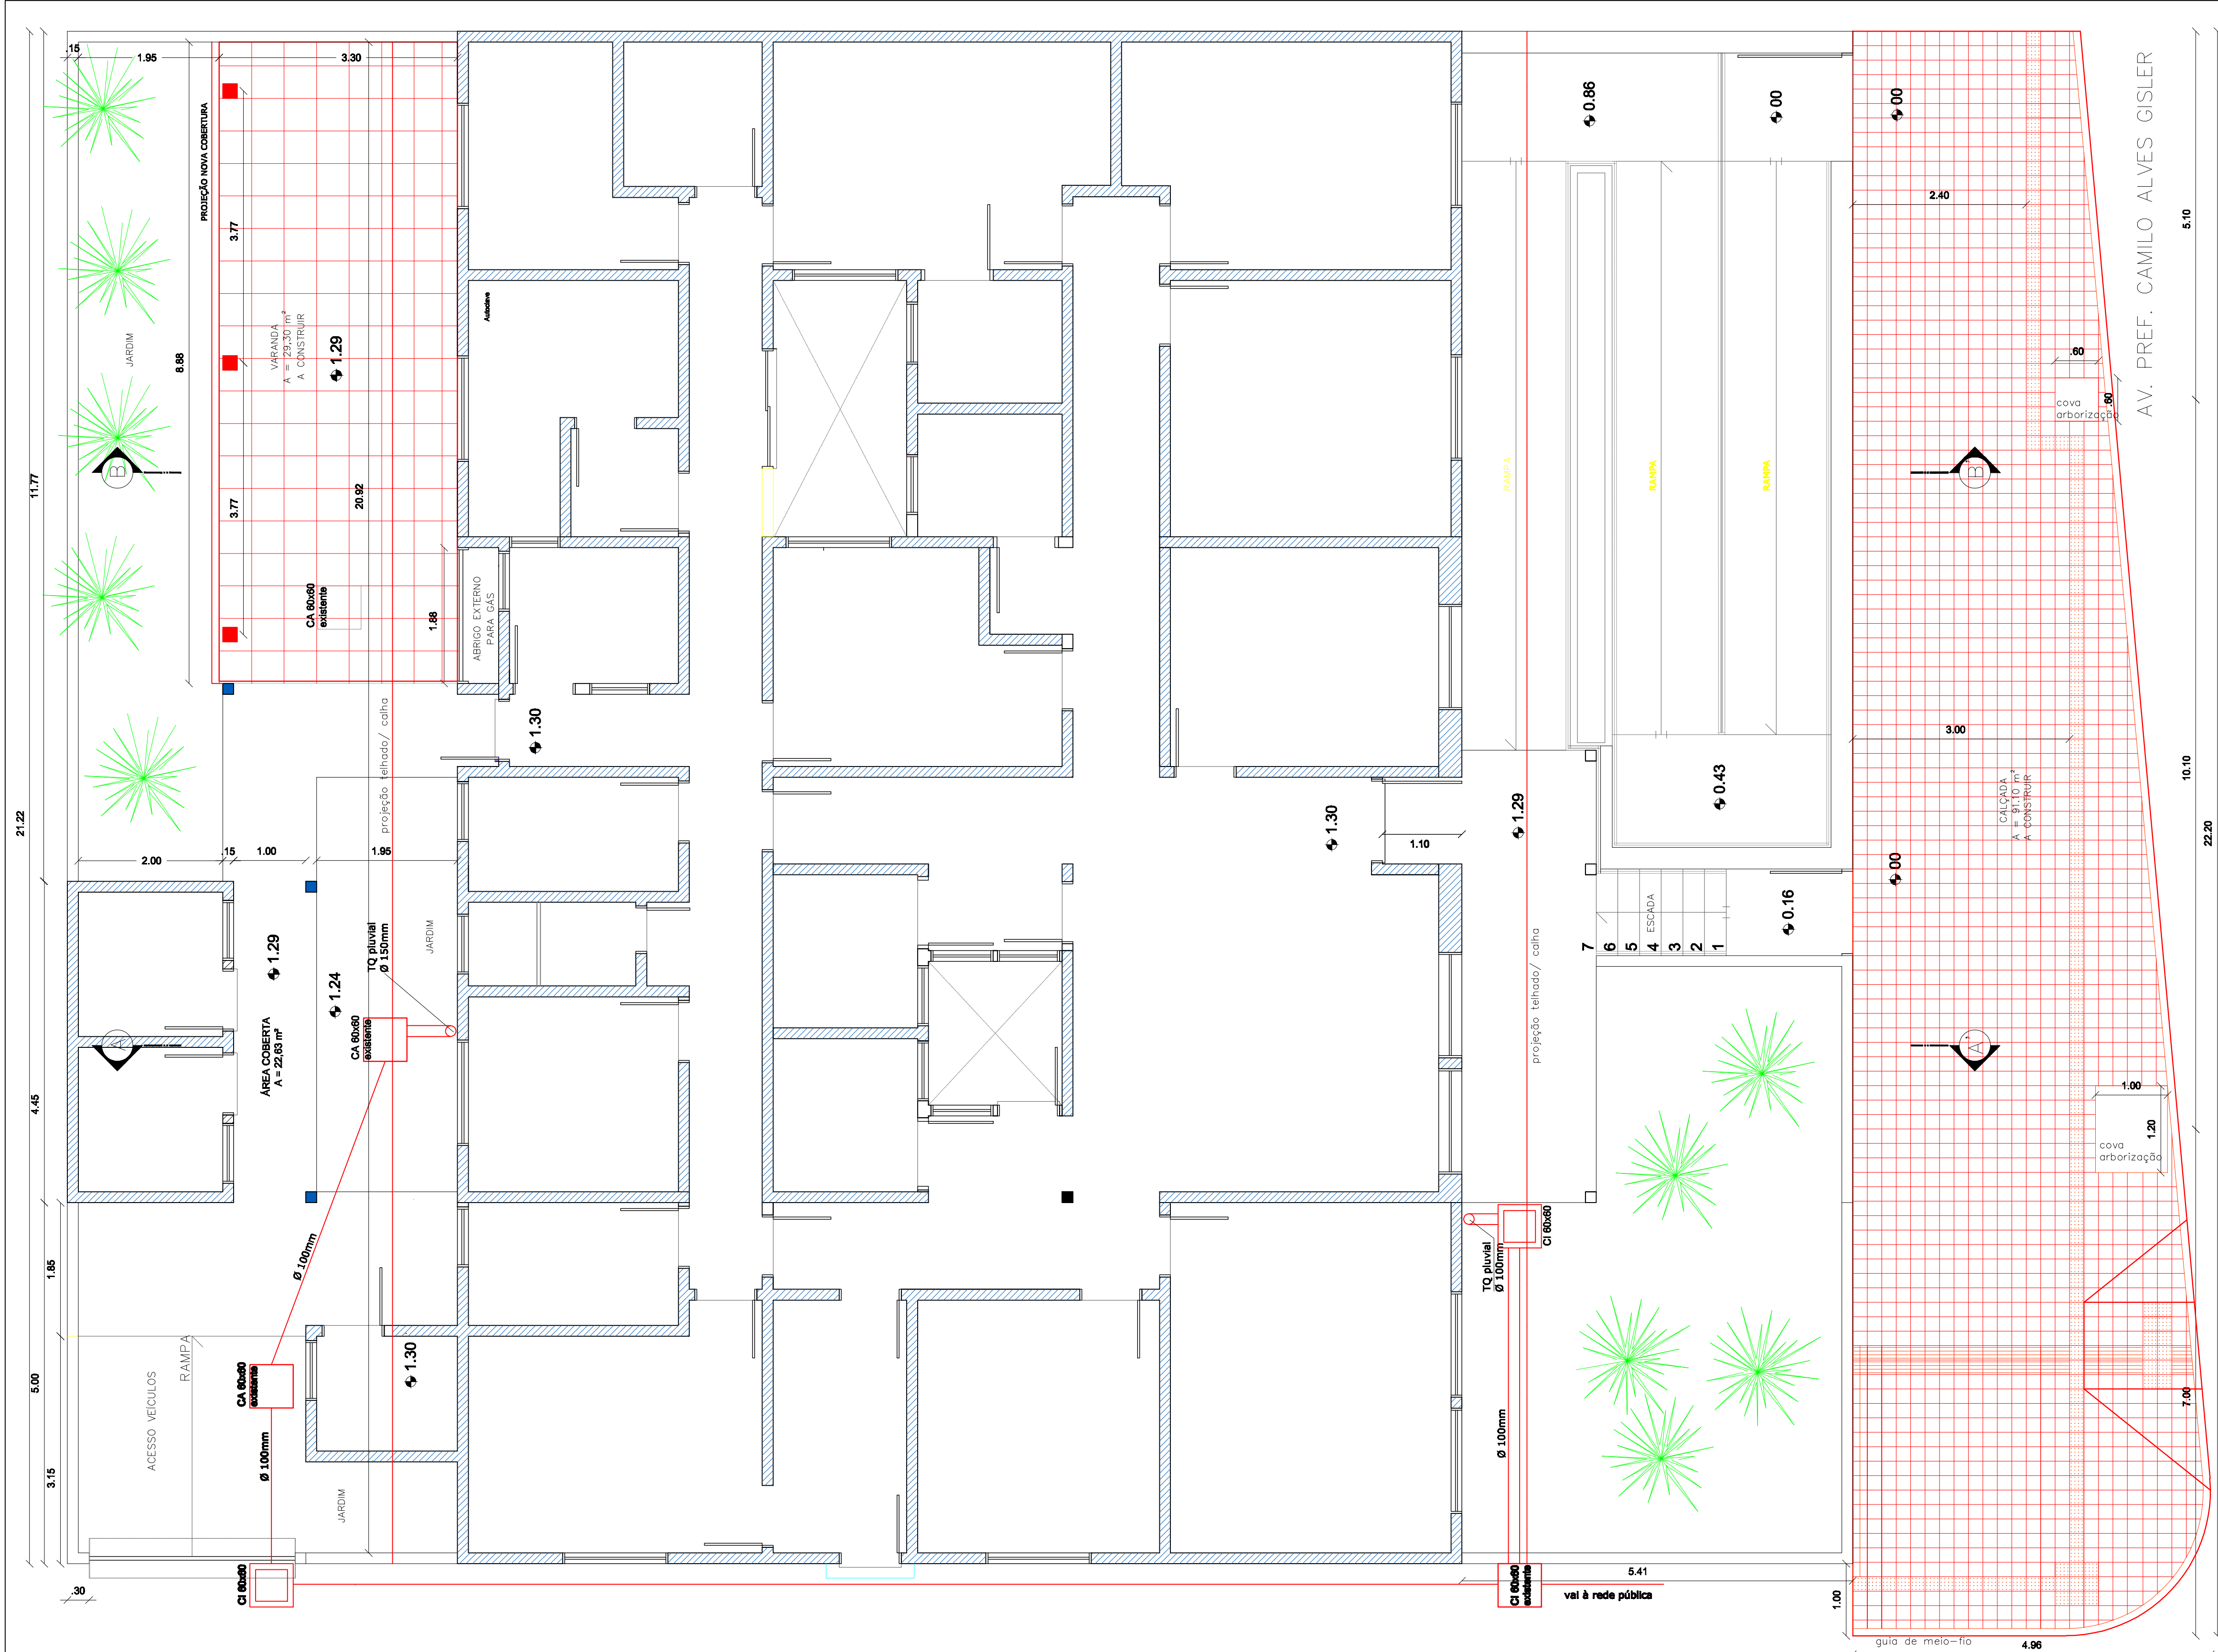 .15
1.95
3.30
PROJEÇÃO NOVA COBERTURA
3.77
3.77
8.88
20.92
11.77
21.22
JARDIM
VARANDA
A = 29,30 m²
A CONSTRUIR
1.29
B
CA 60x60
existente
1.88
ABRIGO EXTERNO
PARA GÁS
Autoclave
1.30
projeção telhado/ calha
2.00
.15
1.00
1.95
1.29
1.24
ÁREA COBERTA
A = 22,63 m²
TQ pluvial
Ø 150mm
JARDIM
CA 60x60
existente
A
4.45
1.85
5.00
3.15
Ø 100mm
RAMPA
ACESSO VEÍCULOS
CA 60x60
existente
1.30
Ø 100mm
JARDIM
CI 60x60
.30
1.30
1.10
1.29
RAMPA
RAMPA
RAMPA
0.86
00
00
0.43
0.16
00
7
6
5
4
3
2
1
ESCADA
projeção telhado/ calha
TQ pluvial
Ø 100mm
CI 60x60
Ø 100mm
CI 60x60
existente
vai à rede pública
5.41
1.00
guia de meio-fio
4.96
AV. PREF. CAMILO ALVES GISLER
2.40
5.10
.60
.60
cova
arborização
B'
3.00
CALÇADA
A = 91.10 m²
A CONSTRUIR
10.10
22.20
A'
1.00
1.20
cova
arborização
7.00